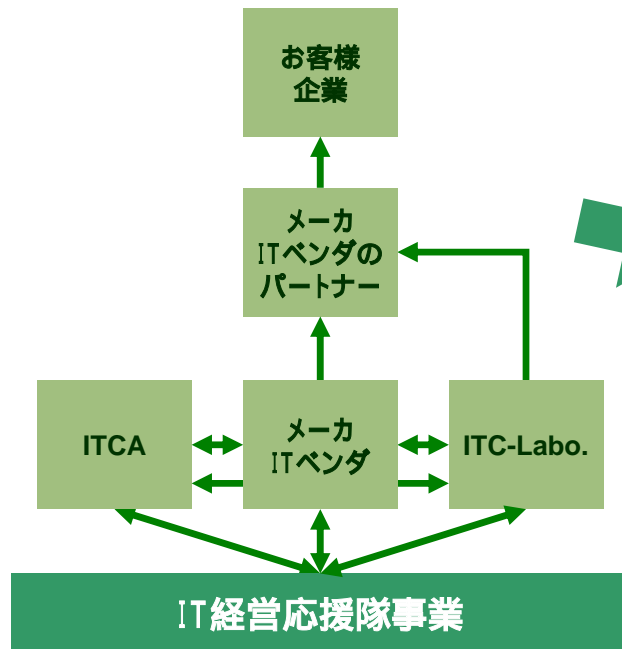 お客様
企業
メーカ
ITベンダの
パートナー
ITCA
メーカ
ITベンダ
ITC-Labo.
IT経営応援隊事業